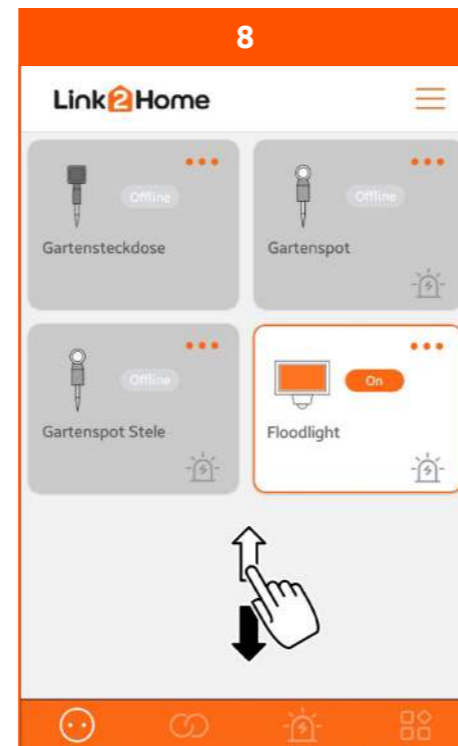 8
Link2Home
Offline
Gartensteckdose
Offline
Gartenspot
Offline
Gartenspot Stele
On
Floodlight